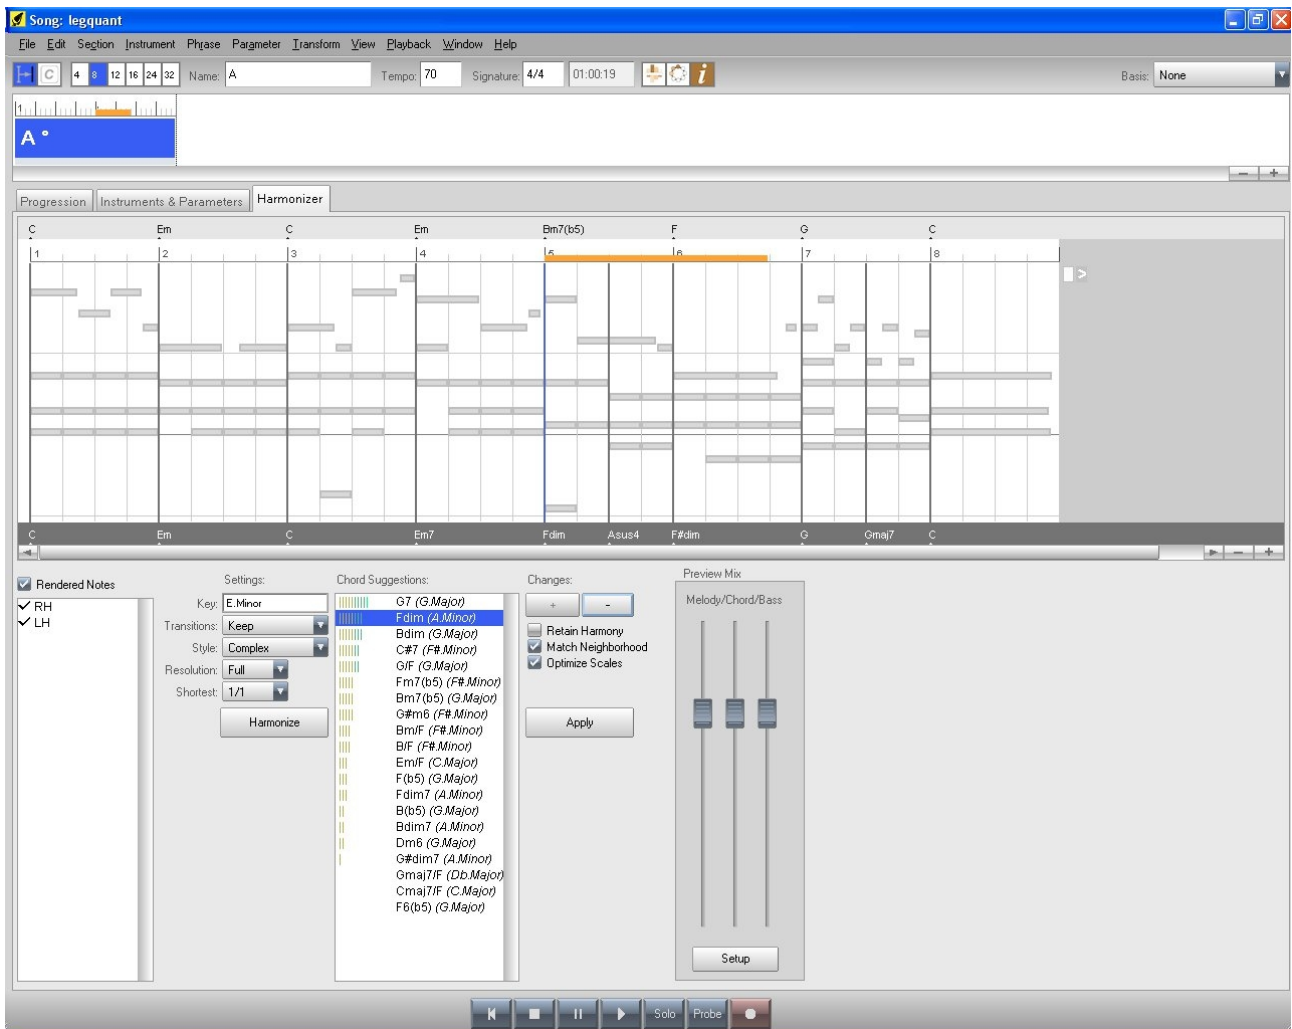 Song: legquant
File Edit Section Instrument Phrase Parameter Transform View Playback Window Help
C 4 8 12 16 24 32 Name: A Tempo: 70 Signature: 4/4 01:00:19 i Basis: None
1
A °
Progression Instruments & Parameters Harmonizer
C Em C Em Bm7(b5) F G C
1 2 3 4 5 6 7 8
C Em C Em7 Fdim Asus4 F#dim G Gmaj7 C
Rendered Notes
RH
LH
Settings:
Key: E.Minor
Transitions: Keep
Style: Complex
Resolution: Full
Shortest: 1/1
Harmonize
Chord Suggestions:
G7 (G.Major)
Fdim (A.Minor)
Bdim (G.Major)
C#7 (F#.Minor)
G/F (G.Major)
Fm7(b5) (F#.Minor)
Bm7(b5) (G.Major)
G#m6 (F#.Minor)
Bm/F (F#.Minor)
B/F (F#.Minor)
Em/F (C.Major)
F(b5) (G.Major)
Fdim7 (A.Minor)
B(b5) (G.Major)
Bdim7 (A.Minor)
Dm6 (G.Major)
G#dim7 (A.Minor)
Gmaj7/F (Db.Major)
Cmaj7/F (C.Major)
F6(b5) (G.Major)
Changes:
+ -
Retain Harmony
Match Neighborhood
Optimize Scales
Apply
Preview Mix
Melody/Chord/Bass
Setup
Solo Probe